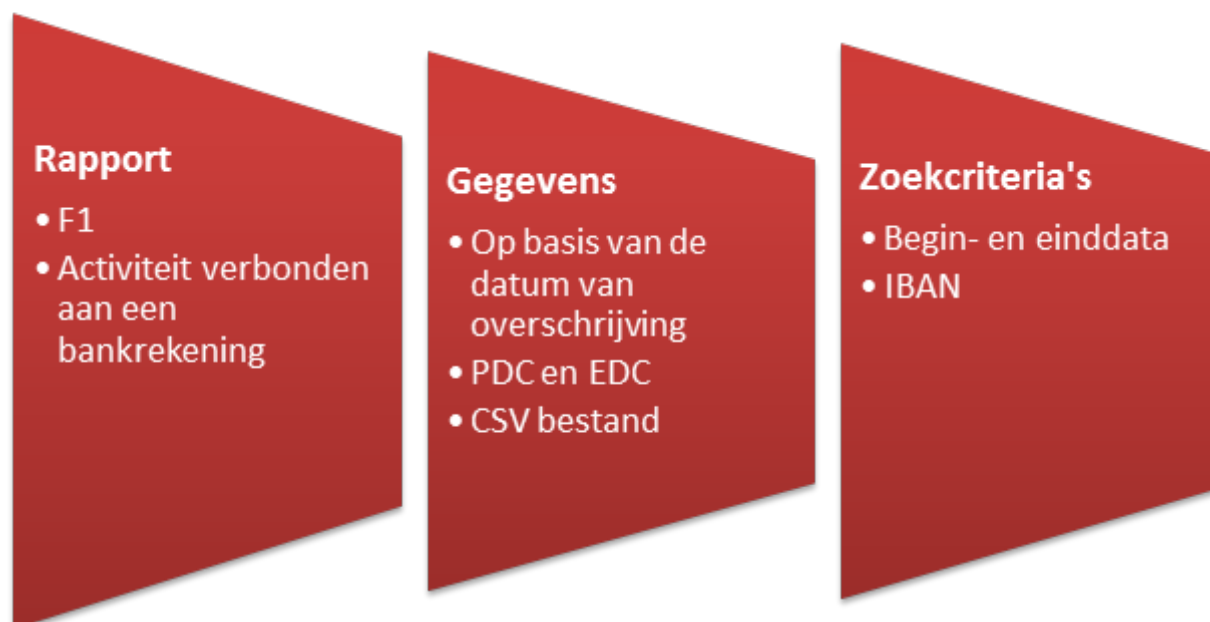 Rapport
• F1
• Activiteit verbonden
aan een
bankrekening
Gegevens
• Op basis van de
datum van
overschrijving
• PDC en EDC
• CSV bestand
Zoekcriteria's
• Begin- en einddata
• IBAN